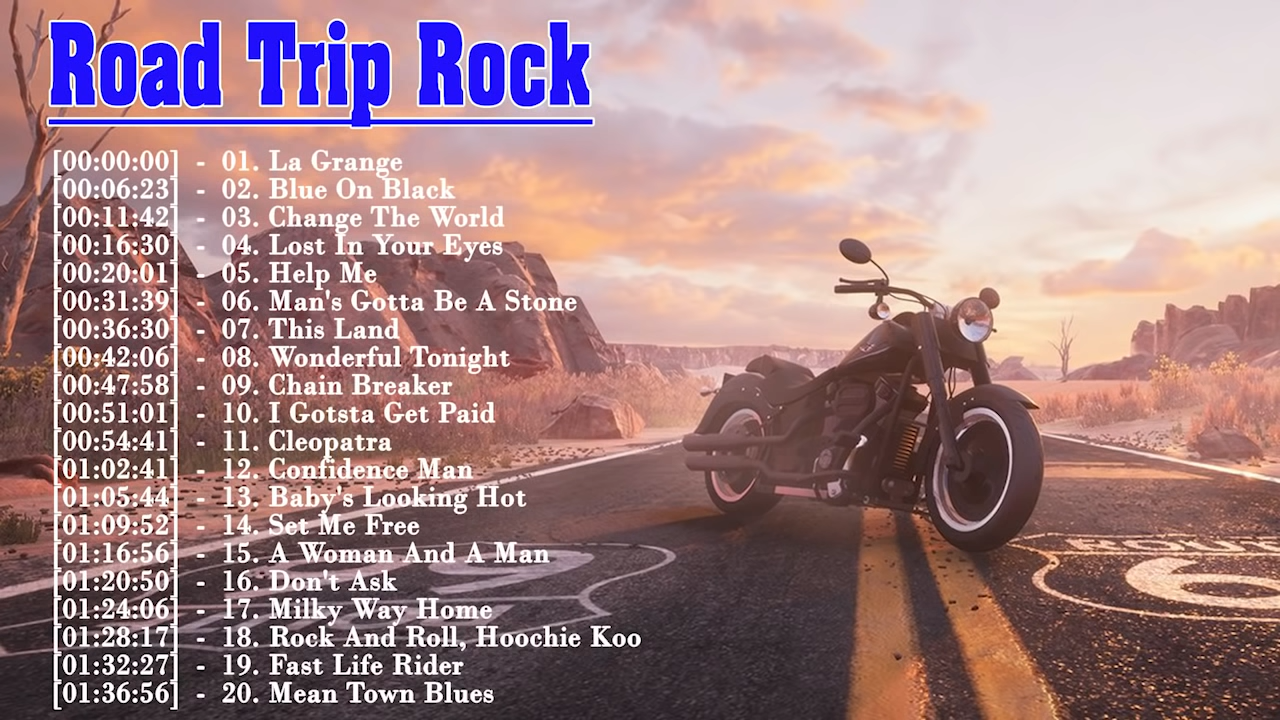 Road Trip Rock
[00:00:00] - 01. La Grange
[00:06:23] - 02. Blue On Black
[00:11:42] - 03. Change The World
[00:16:30] - 04. Lost In Your Eyes
[00:20:01] - 05. Help Me
[00:31:39] - 06. Man's Gotta Be A Stone
[00:36:30] - 07. This Land
[00:42:06] - 08. Wonderful Tonight
[00:47:58] - 09. Chain Breaker
[00:51:01] - 10. I Gotsta Get Paid
[00:54:41] - 11. Cleopatra
[01:02:41] - 12. Confidence Man
[01:05:44] - 13. Baby's Looking Hot
[01:09:52] - 14. Set Me Free
[01:16:56] - 15. A Woman And A Man
[01:20:50] - 16. Don't Ask
[01:24:06] - 17. Milky Way Home
[01:28:17] - 18. Rock And Roll, Hoochie Koo
[01:32:27] - 19. Fast Life Rider
[01:36:56] - 20. Mean Town Blues
6